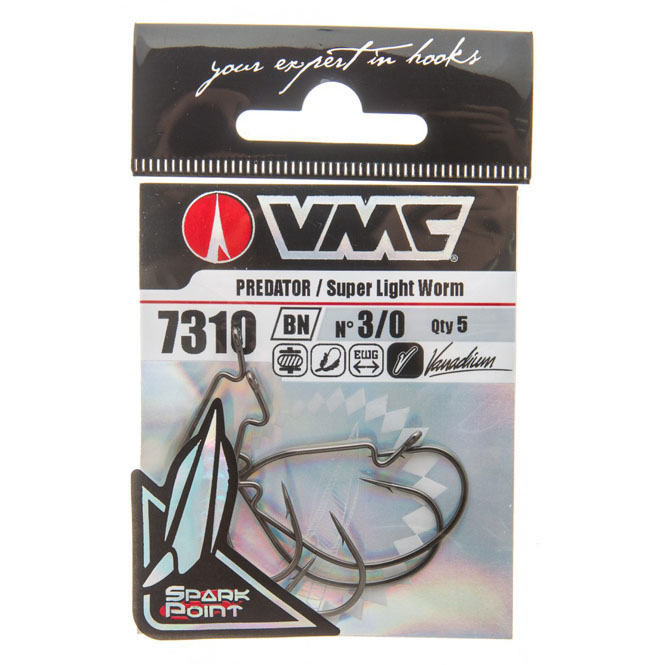 your expert in hooks
VMC®
PREDATOR / Super Light Worm
7310 BN N° 3/0 Qty 5
EWG Vanadium
SPARK
POINT